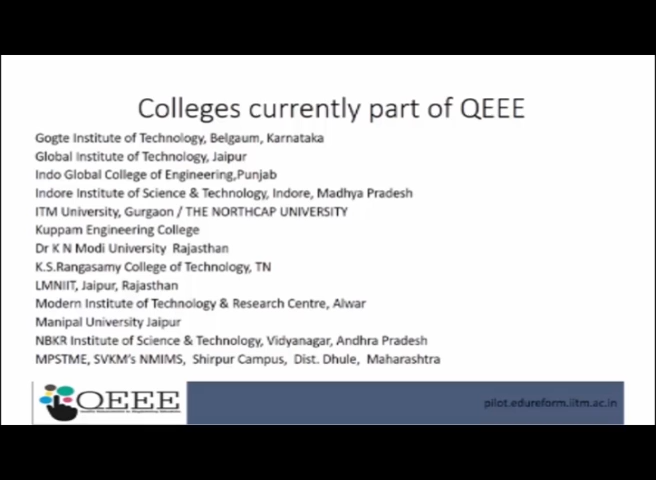 Colleges currently part of QEEE
Gogte Institute of Technology, Belgaum, Karnataka
Global Institute of Technology, Jaipur
Indo Global College of Engineering,Punjab
Indore Institute of Science & Technology, Indore, Madhya Pradesh
ITM University, Gurgaon / THE NORTHCAP UNIVERSITY
Kuppam Engineering College
Dr K N Modi University Rajasthan
K.S.Rangasamy College of Technology, TN
LMNIIT, Jaipur, Rajasthan
Modern Institute of Technology & Research Centre, Alwar
Manipal University Jaipur
NBKR Institute of Science & Technology, Vidyanagar, Andhra Pradesh
MPSTME, SVKM's NMIMS, Shirpur Campus, Dist. Dhule, Maharashtra
QEEE
pilot.edureform.iitm.ac.in